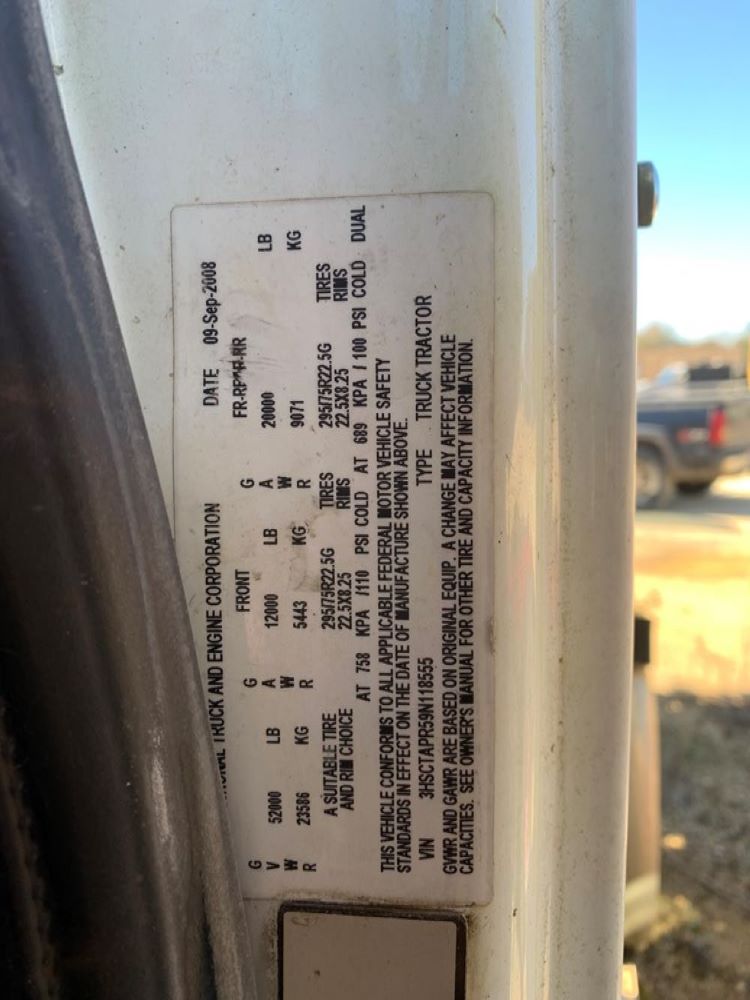 TRUCK AND ENGINE CORPORATION DATE 09-Sep-2008
G FRONT FR-RR
V G A W R G A W R
W 52000 LB 12000 LB 20000 LB
R 23586 KG 5443 KG 9071 KG
A SUITABLE TIRE 295/75R22.5G TIRES 295/75R22.5G TIRES
AND RIM CHOICE 22.5X8.25 RIMS 22.5X8.25 RIMS
AT 758 KPA /110 PSI COLD AT 689 KPA / 100 PSI COLD DUAL
THIS VEHICLE CONFORMS TO ALL APPLICABLE FEDERAL MOTOR VEHICLE SAFETY
STANDARDS IN EFFECT ON THE DATE OF MANUFACTURE SHOWN ABOVE.
VIN 3HSCTAPR59N118555 TYPE TRUCK TRACTOR
GVWR AND GAWR ARE BASED ON ORIGINAL EQUIP. A CHANGE MAY AFFECT VEHICLE
CAPACITIES. SEE OWNER'S MANUAL FOR OTHER TIRE AND CAPACITY INFORMATION.